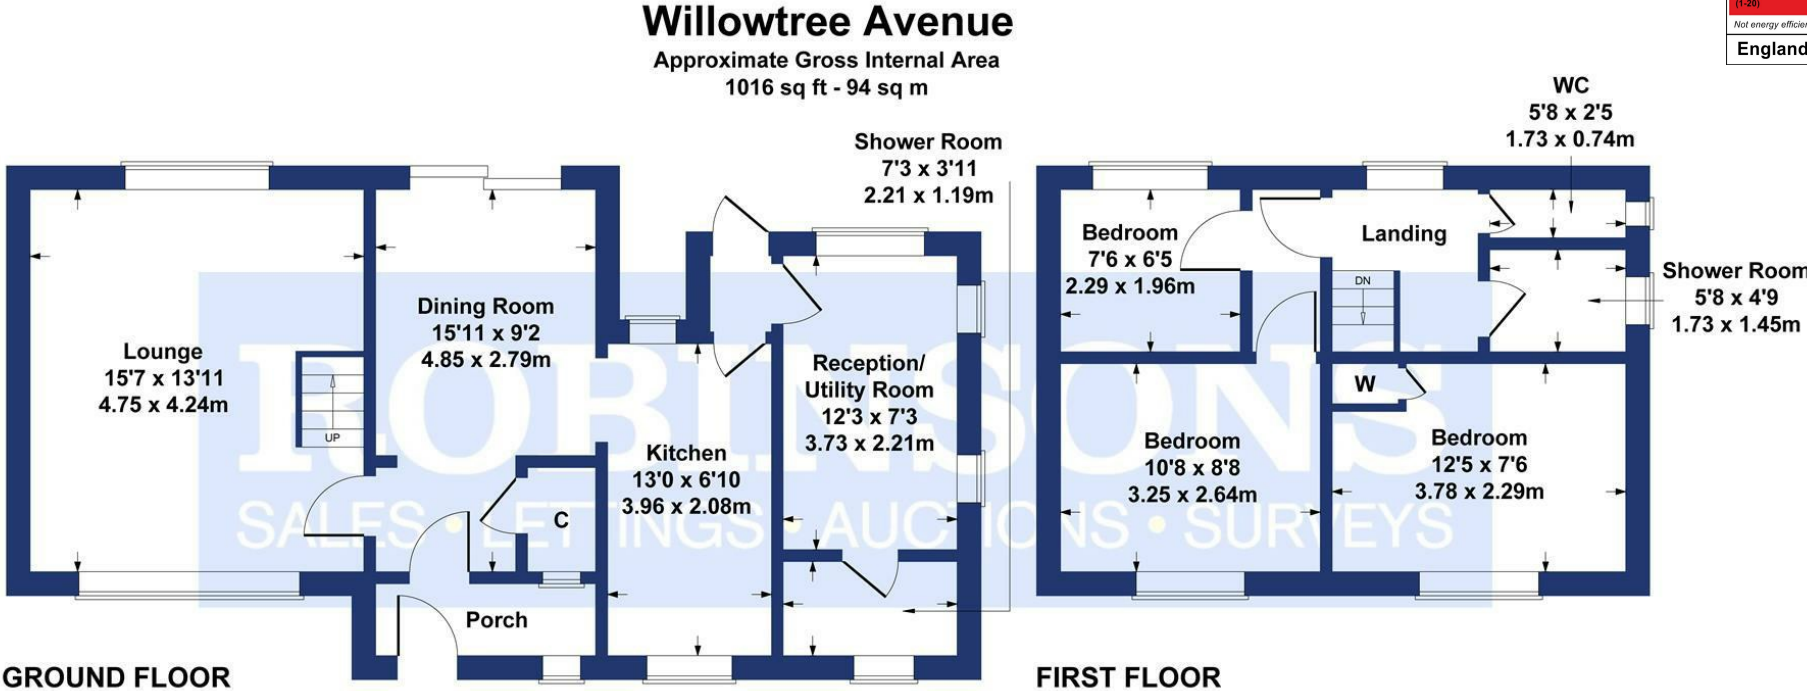 Willowtree Avenue
Approximate Gross Internal Area
1016 sq ft - 94 sq m
(1-20)
Not energy efficien
England
WC
5'8 x 2'5
1.73 x 0.74m
Shower Room
7'3 x 3'11
2.21 x 1.19m
Bedroom
7'6 x 6'5
2.29 x 1.96m
Landing
DN
Shower Room
5'8 x 4'9
1.73 x 1.45m
Dining Room
15'11 x 9'2
4.85 x 2.79m
Lounge
15'7 x 13'11
4.75 x 4.24m
UP
Reception/
Utility Room
12'3 x 7'3
3.73 x 2.21m
W
Kitchen
13'0 x 6'10
3.96 x 2.08m
Bedroom
10'8 x 8'8
3.25 x 2.64m
Bedroom
12'5 x 7'6
3.78 x 2.29m
C
ROBINSONS
SALES • LETTINGS • AUCTIONS • SURVEYS
Porch
GROUND FLOOR
FIRST FLOOR